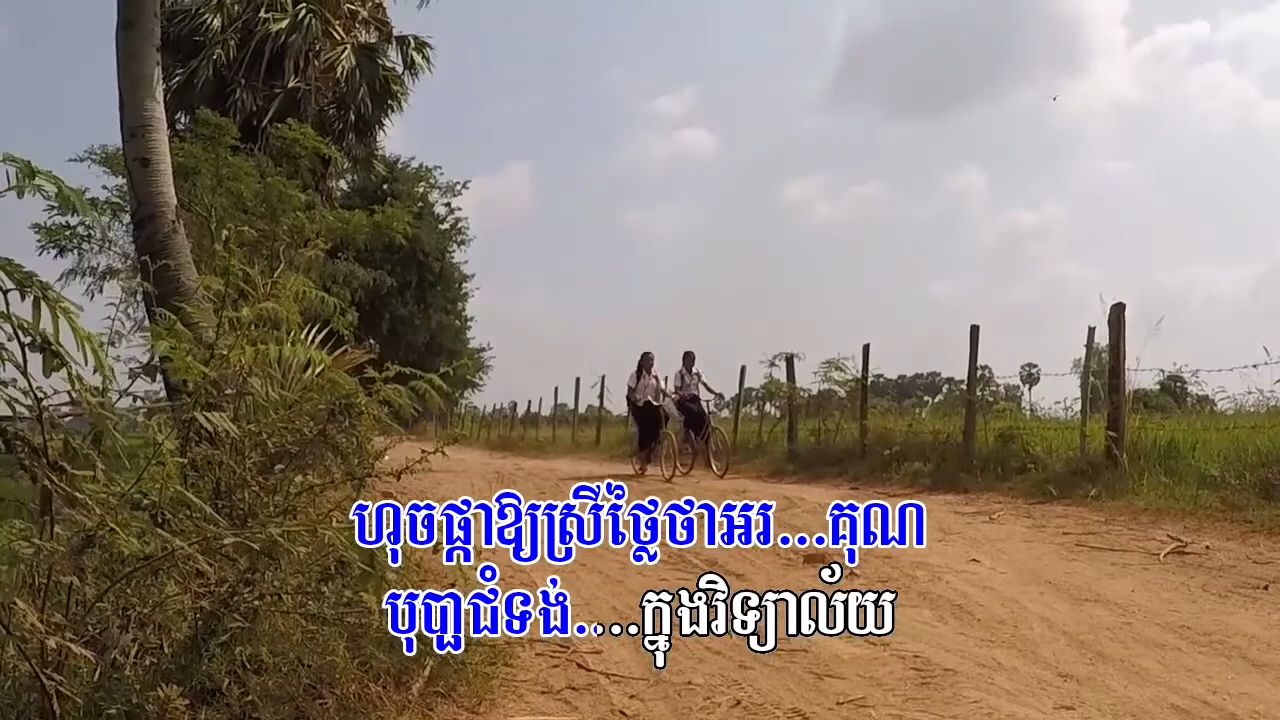 ហុចផ្កាឱ្យស្រីថ្លៃថាអរ...គុណ
បុប្ផាជំទង់....ក្នុងវិទ្យាល័យ